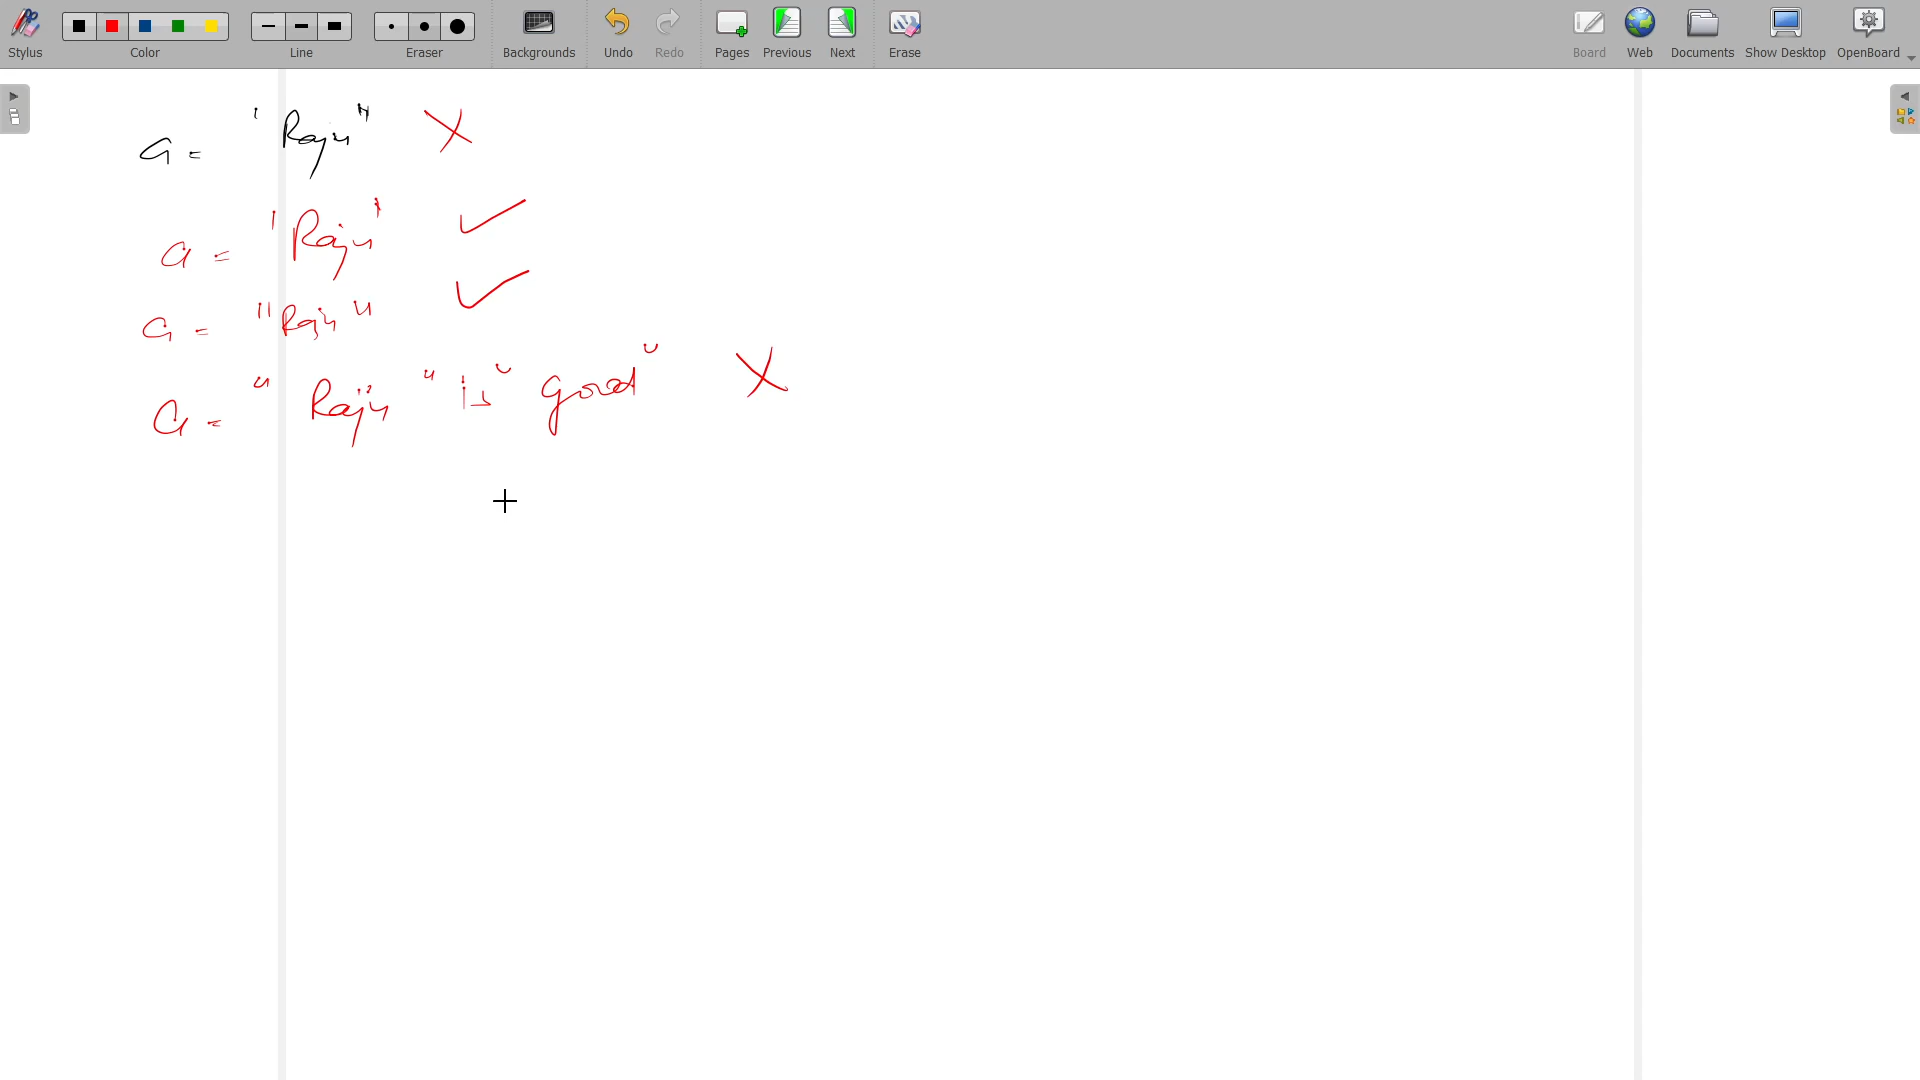 Stylus Color Line Eraser Backgrounds Undo Redo Pages Previous Next Erase Board Web Documents Show Desktop OpenBoard
a = 'Raju" X
a = 'Raju' ✓
a = "Raju" ✓
a = "Raju "is" good" X